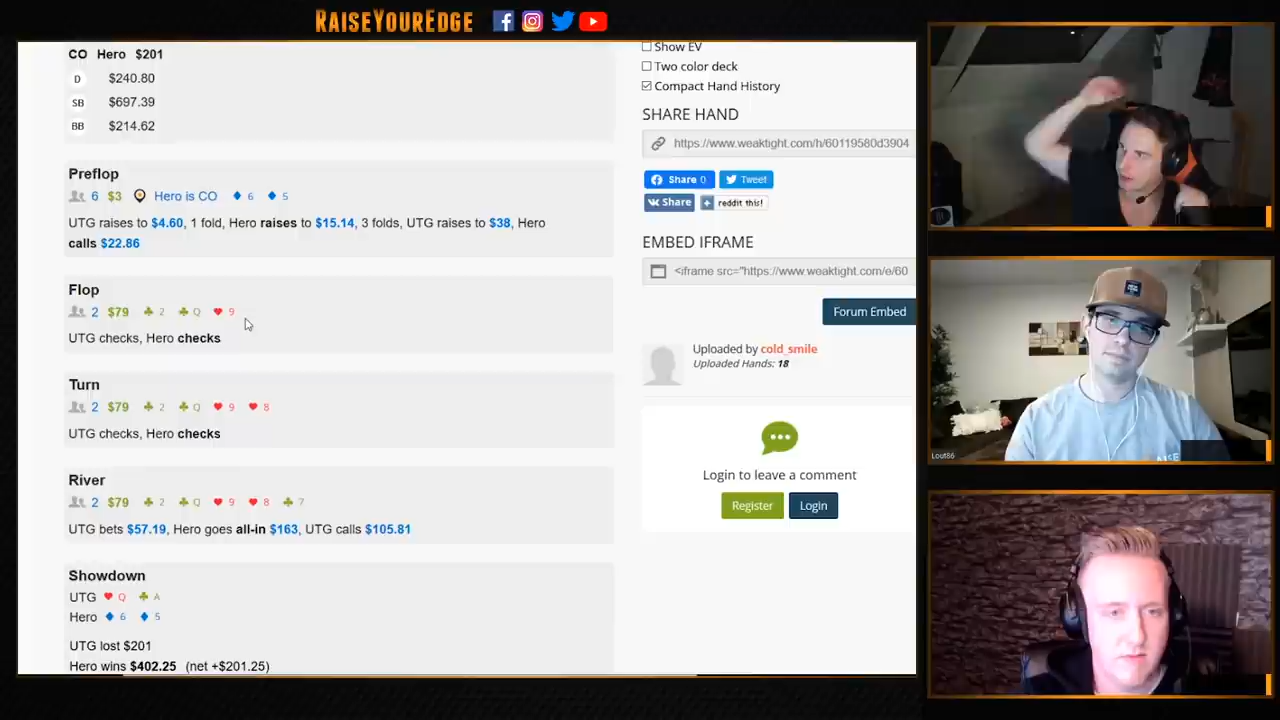 RAISEYOUREDGE
CO Hero $201
D $240.80
SB $697.39
BB $214.62
Preflop
6 $3 Hero is CO ♦ 6 ♦ 5
UTG raises to $4.60, 1 fold, Hero raises to $15.14, 3 folds, UTG raises to $38, Hero
calls $22.86
Flop
2 $79 ♣ 2 ♣ Q ♥ 9
UTG checks, Hero checks
Turn
2 $79 ♣ 2 ♣ Q ♥ 9 ♥ 8
UTG checks, Hero checks
River
2 $79 ♣ 2 ♣ Q ♥ 9 ♥ 8 ♣ 7
UTG bets $57.19, Hero goes all-in $163, UTG calls $105.81
Showdown
UTG ♥ Q ♣ A
Hero ♦ 6 ♦ 5
UTG lost $201
Hero wins $402.25 (net +$201.25)
Show EV
Two color deck
Compact Hand History
SHARE HAND
https://www.weaktight.com/h/60119580d3904
Share 0 Tweet
Share reddit this!
EMBED IFRAME
<iframe src="https://www.weaktight.com/e/60
Forum Embed
Uploaded by cold_smile
Uploaded Hands: 18
Login to leave a comment
Register Login
Lout86